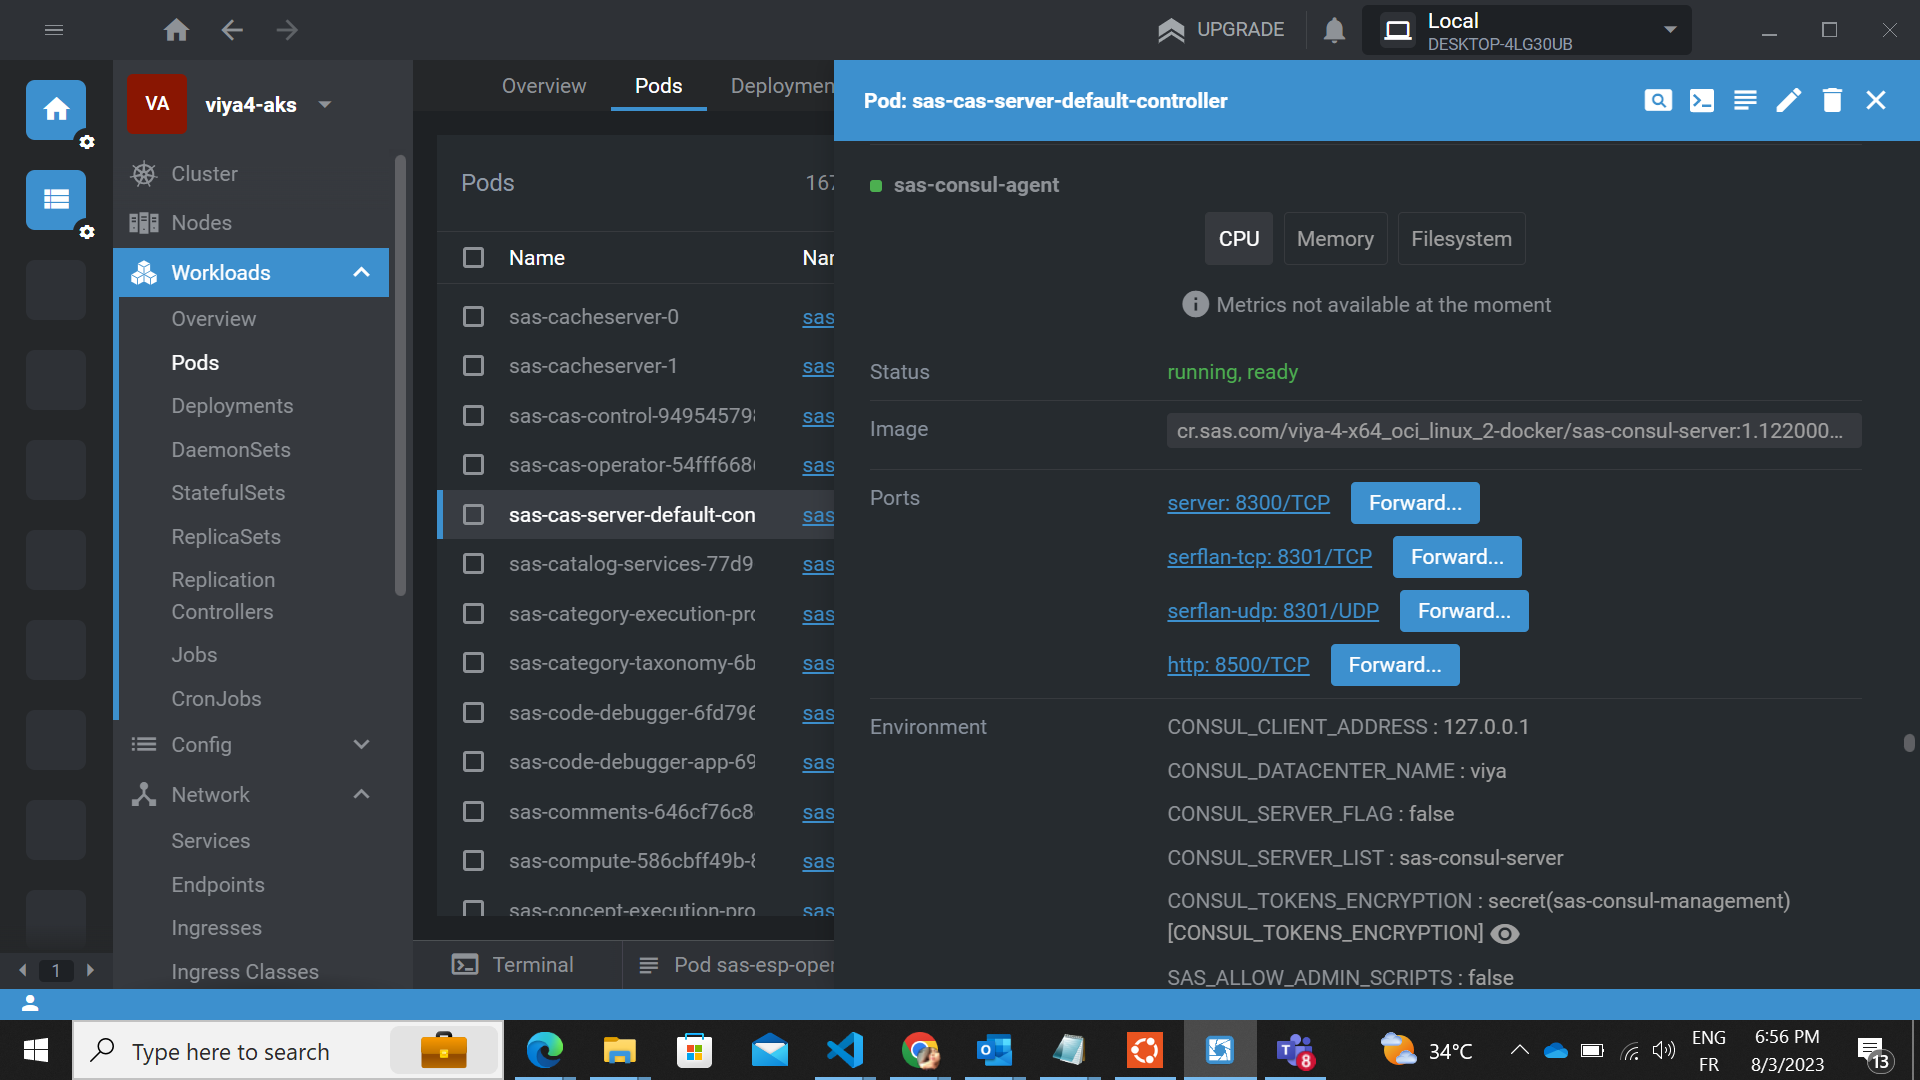 UPGRADE
Local
DESKTOP-4LG30UB
VA
viya4-aks
Cluster
Nodes
Workloads
Overview
Pods
Deployments
DaemonSets
StatefulSets
ReplicaSets
Replication
Controllers
Jobs
CronJobs
Config
Network
Services
Endpoints
Ingresses
Ingress Classes
1
Overview
Pods
Deploymen
Pods
167
Name
Nar
sas-cacheserver-0
sas
sas-cacheserver-1
sas
sas-cas-control-94954579
sas
sas-cas-operator-54fff668
sas
sas-cas-server-default-con
sas
sas-catalog-services-77d9
sas
sas-category-execution-pro
sas
sas-category-taxonomy-6b
sas
sas-code-debugger-6fd796
sas
sas-code-debugger-app-69
sas
sas-comments-646cf76c8
sas
sas-compute-586cbff49b-8
sas
sas-concept-execution-pro
sas
Terminal
Pod sas-esp-oper
Pod: sas-cas-server-default-controller
sas-consul-agent
CPU
Memory
Filesystem
Metrics not available at the moment
Status
running, ready
Image
cr.sas.com/viya-4-x64_oci_linux_2-docker/sas-consul-server:1.122000...
Ports
server: 8300/TCP
Forward...
serflan-tcp: 8301/TCP
Forward...
serflan-udp: 8301/UDP
Forward...
http: 8500/TCP
Forward...
Environment
CONSUL_CLIENT_ADDRESS : 127.0.0.1
CONSUL_DATACENTER_NAME : viya
CONSUL_SERVER_FLAG : false
CONSUL_SERVER_LIST : sas-consul-server
CONSUL_TOKENS_ENCRYPTION : secret(sas-consul-management)
[CONSUL_TOKENS_ENCRYPTION]
SAS_ALLOW_ADMIN_SCRIPTS : false
Type here to search
8
34°C
ENG
FR
6:56 PM
8/3/2023
13